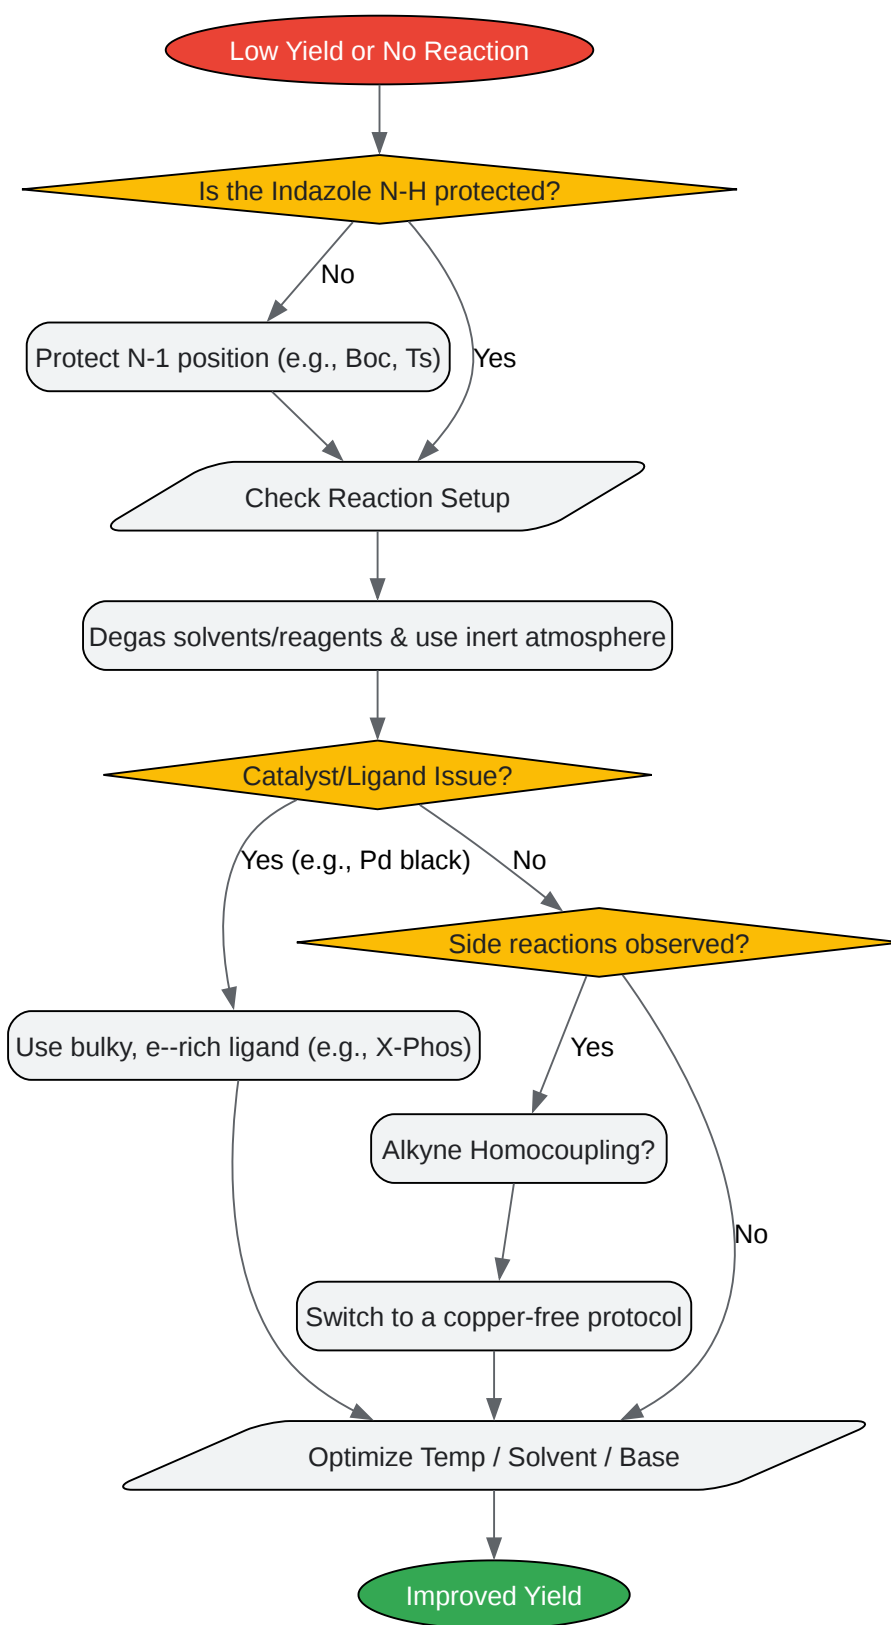 Low Yield or No Reaction
Is the Indazole N-H protected?
No
Protect N-1 position (e.g., Boc, Ts)
Yes
Check Reaction Setup
Degas solvents/reagents & use inert atmosphere
Catalyst/Ligand Issue?
Yes (e.g., Pd black)
No
Side reactions observed?
Use bulky, e--rich ligand (e.g., X-Phos)
Yes
Alkyne Homocoupling?
No
Switch to a copper-free protocol
Optimize Temp / Solvent / Base
Improved Yield